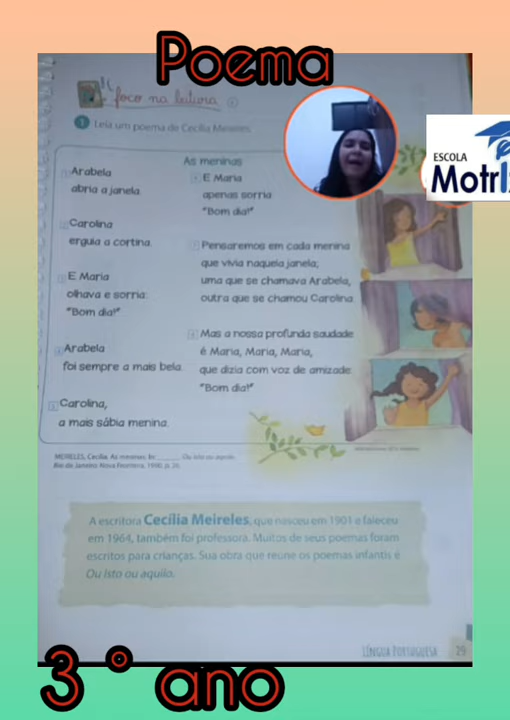 Poema
foco na leitura
1 Leia um poema de Cecília Meireles.
As meninas
Arabela
abria a janela.
Carolina
erguia a cortina.
E Maria
olhava e sorria:
"Bom dia!"
Arabela
foi sempre a mais bela.
Carolina,
a mais sábia menina.
E Maria
apenas sorria:
"Bom dia!"
Pensaremos em cada menina
que vivia naquela janela;
uma que se chamava Arabela,
outra que se chamou Carolina.
Mas a nossa profunda saudade
é Maria, Maria, Maria,
que dizia com voz de amizade:
"Bom dia!"
MEIRELES, Cecília. As meninas. In: ______. Ou isto ou aquilo.
Rio de Janeiro: Nova Fronteira, 1990. p. 26.
A escritora Cecília Meireles, que nasceu em 1901 e faleceu
em 1964, também foi professora. Muitos de seus poemas foram
escritos para crianças. Sua obra que reúne os poemas infantis é
Ou isto ou aquilo.
LÍNGUA PORTUGUESA 29
ESCOLA
3 ° ano